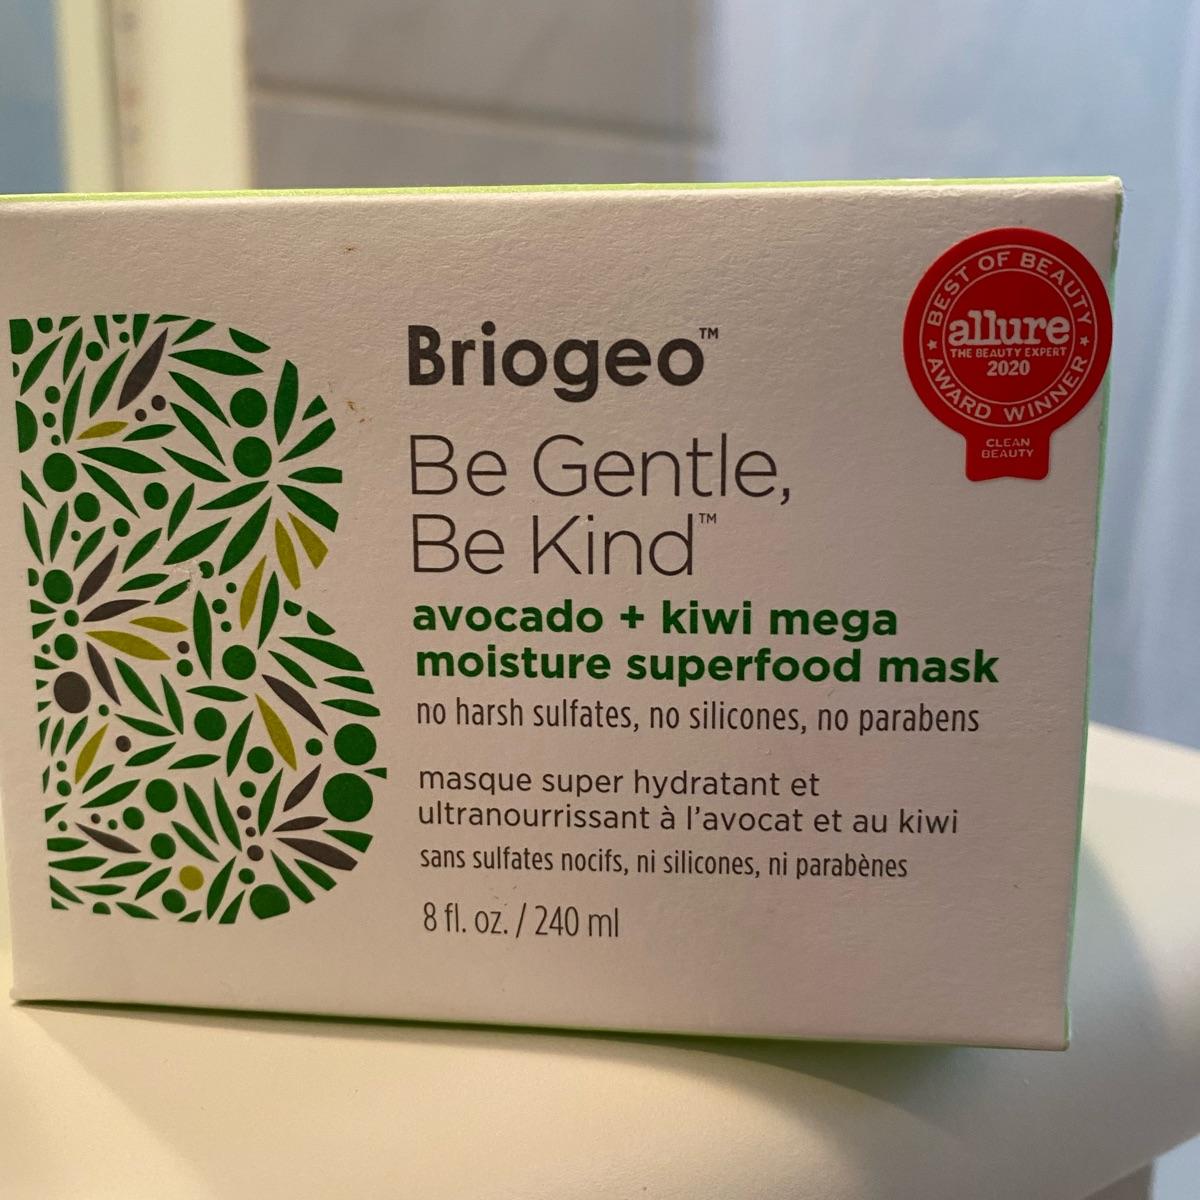 Briogeo™
Be Gentle,
Be Kind™
avocado + kiwi mega
moisture superfood mask
no harsh sulfates, no silicones, no parabens
masque super hydratant et
ultranourrissant à l'avocat et au kiwi
sans sulfates nocifs, ni silicones, ni parabènes
8 fl. oz. / 240 ml
BEST OF BEAUTY
allure
THE BEAUTY EXPERT
2020
AWARD WINNER
CLEAN
BEAUTY